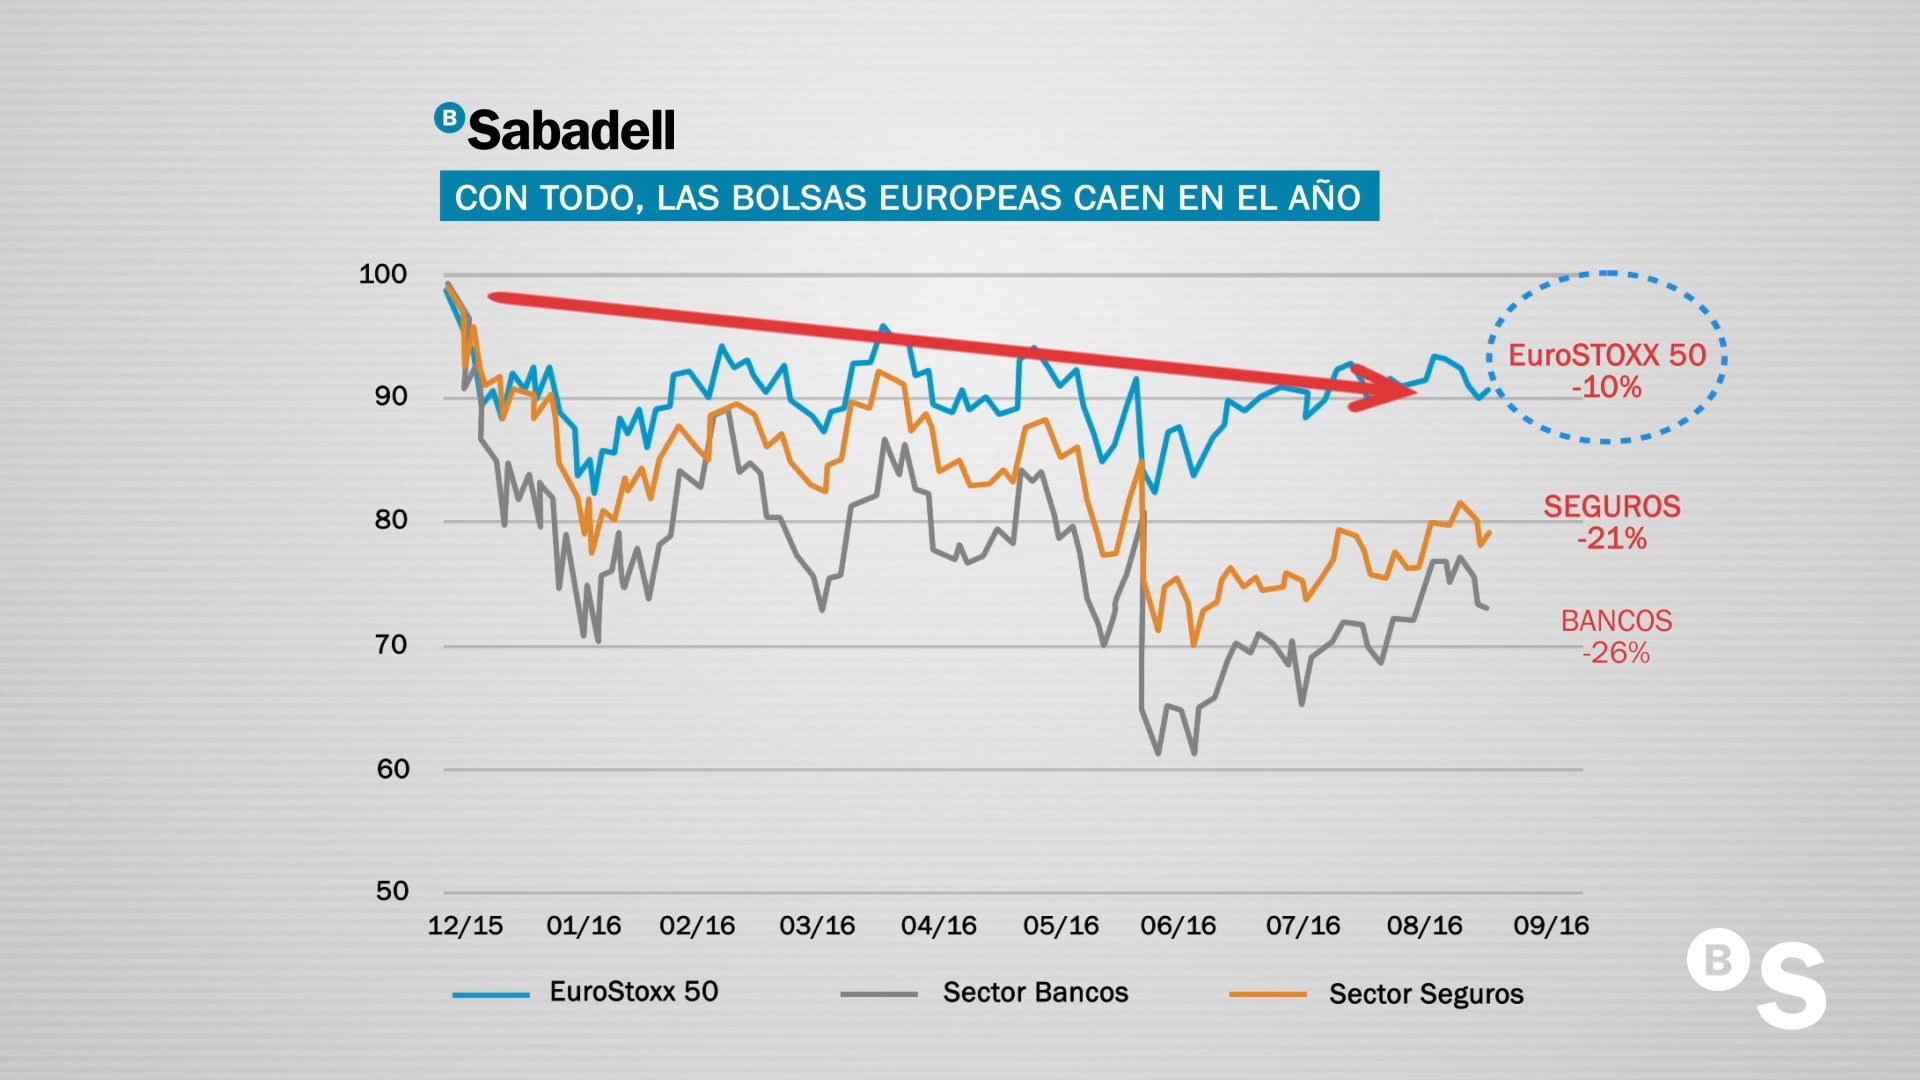 B Sabadell
CON TODO, LAS BOLSAS EUROPEAS CAEN EN EL AÑO
100
90
80
70
60
50
EuroSTOXX 50
-10%
SEGUROS
-21%
BANCOS
-26%
12/15 01/16 02/16 03/16 04/16 05/16 06/16 07/16 08/16 09/16
EuroStoxx 50 Sector Bancos Sector Seguros
B S